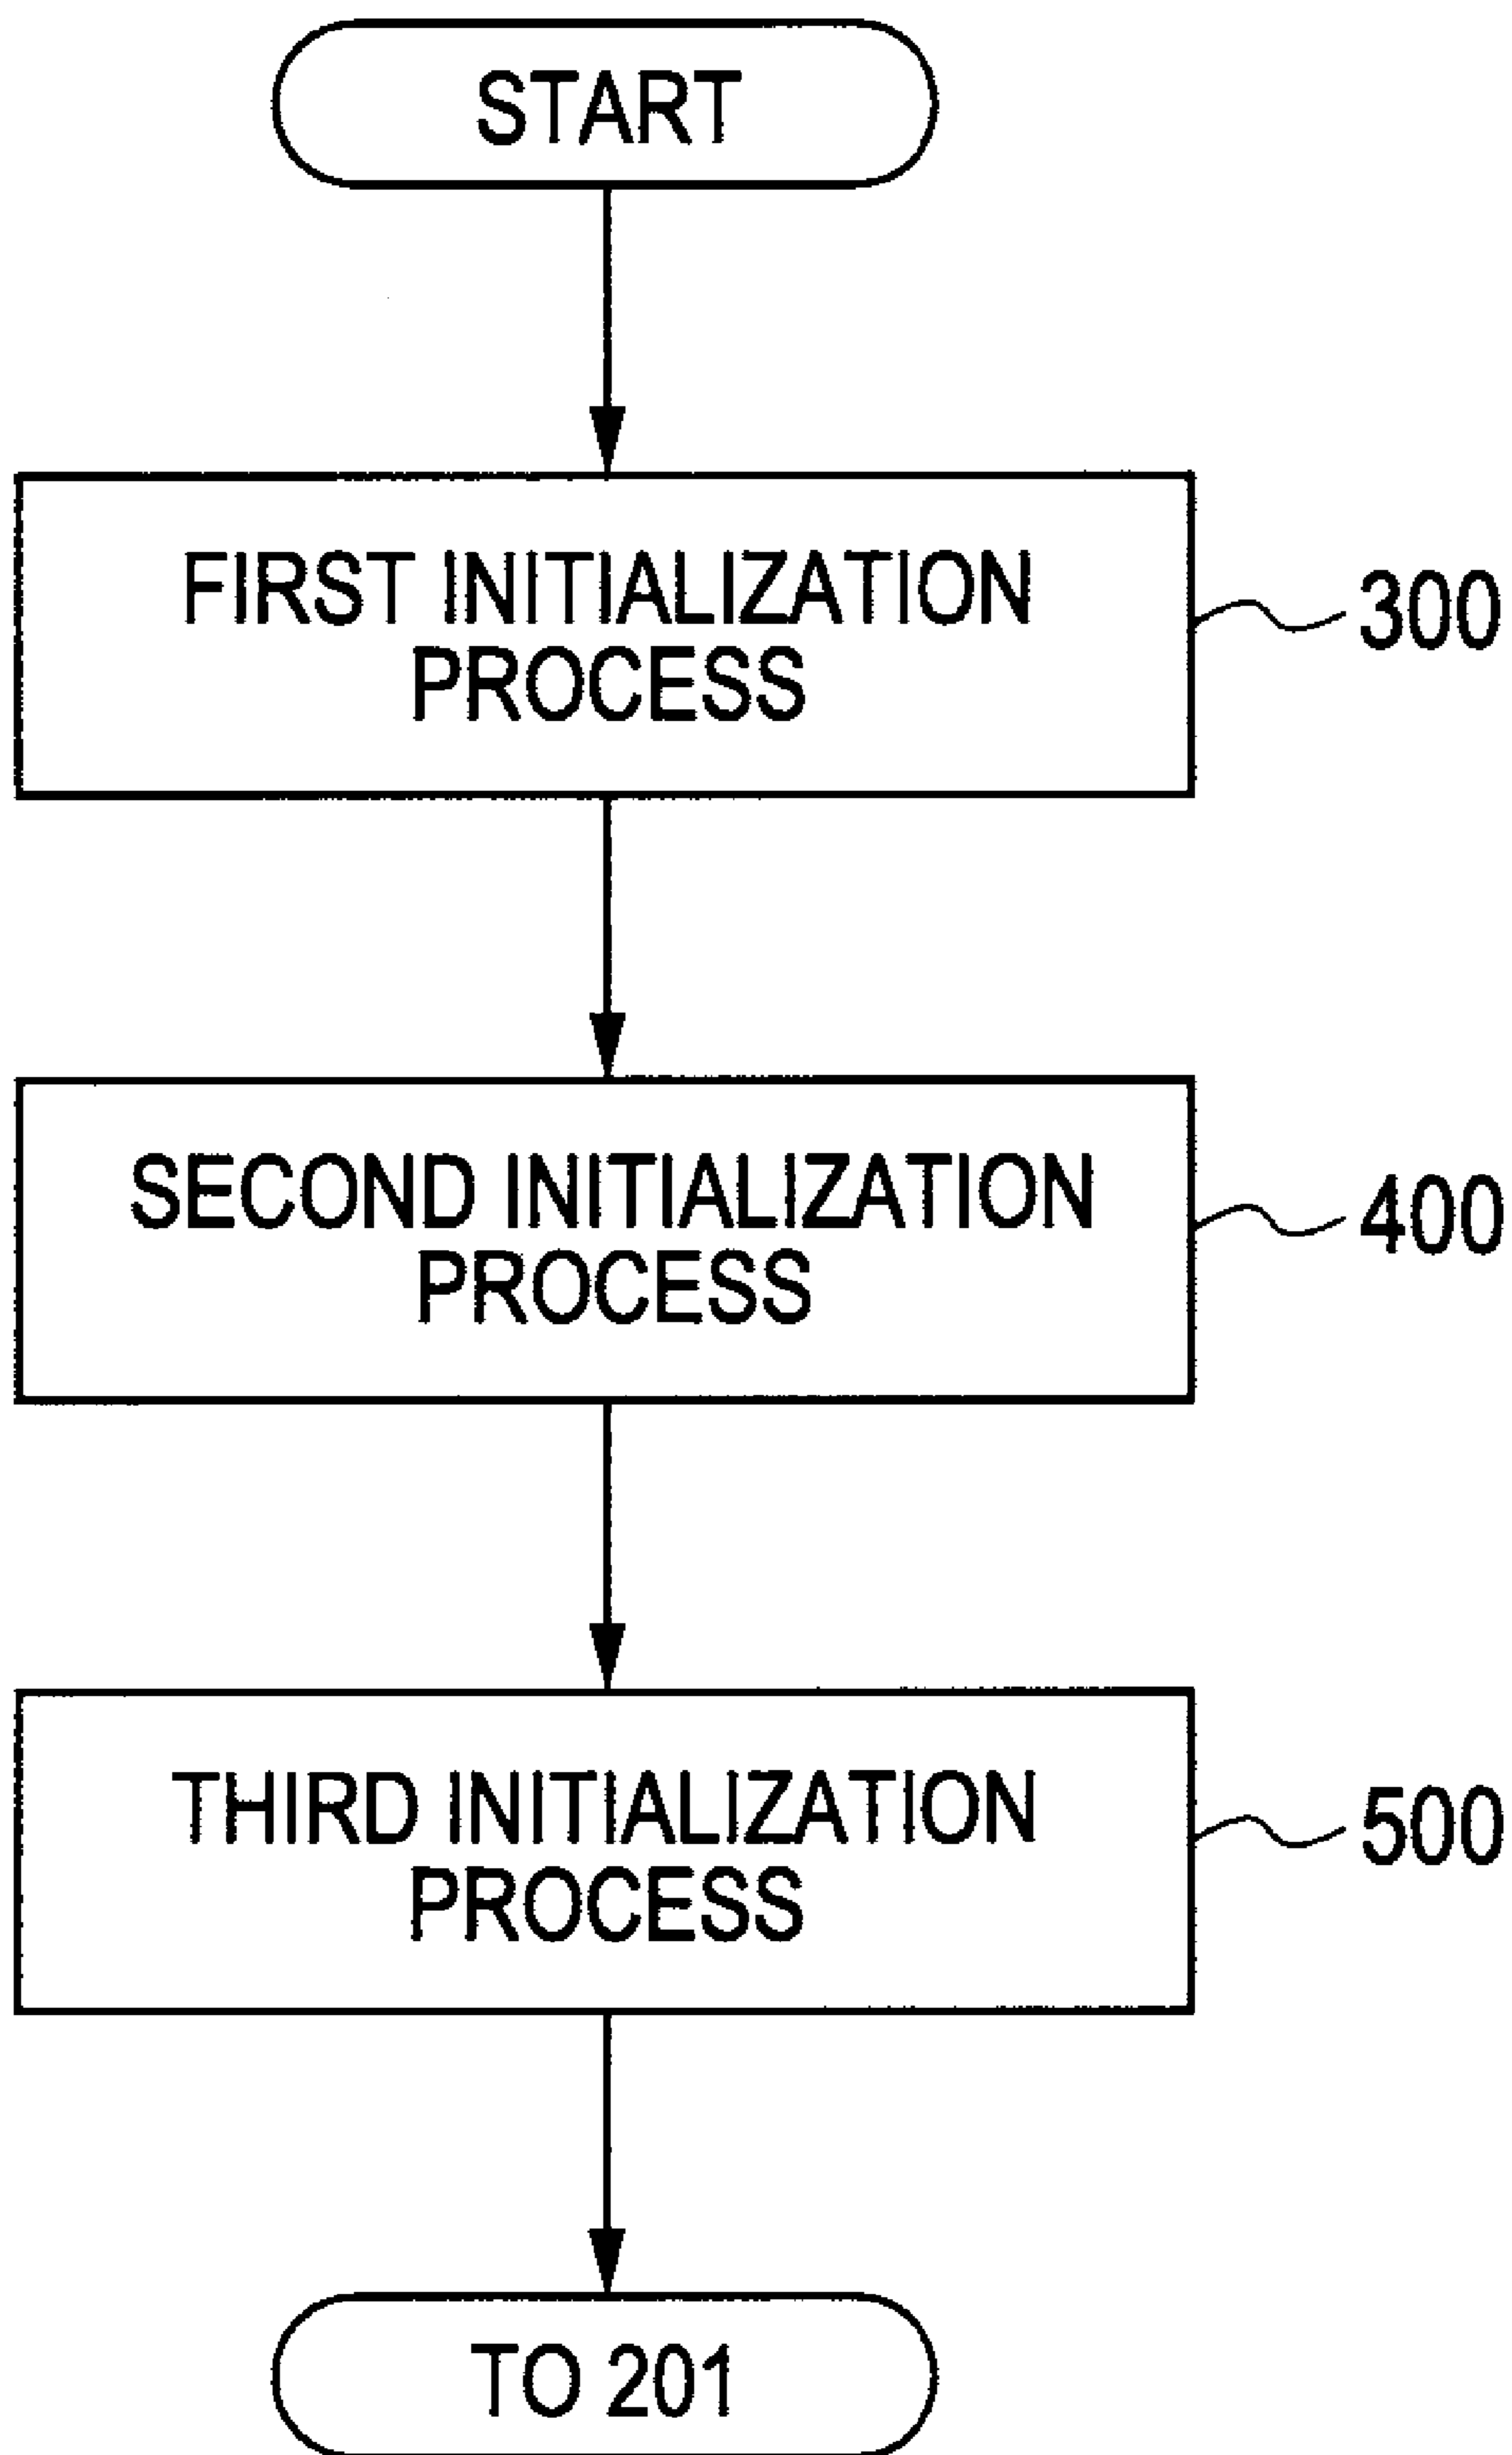 START
FIRST INITIALIZATION
PROCESS
300
SECOND INITIALIZATION
PROCESS
400
THIRD INITIALIZATION
PROCESS
500
TO 201